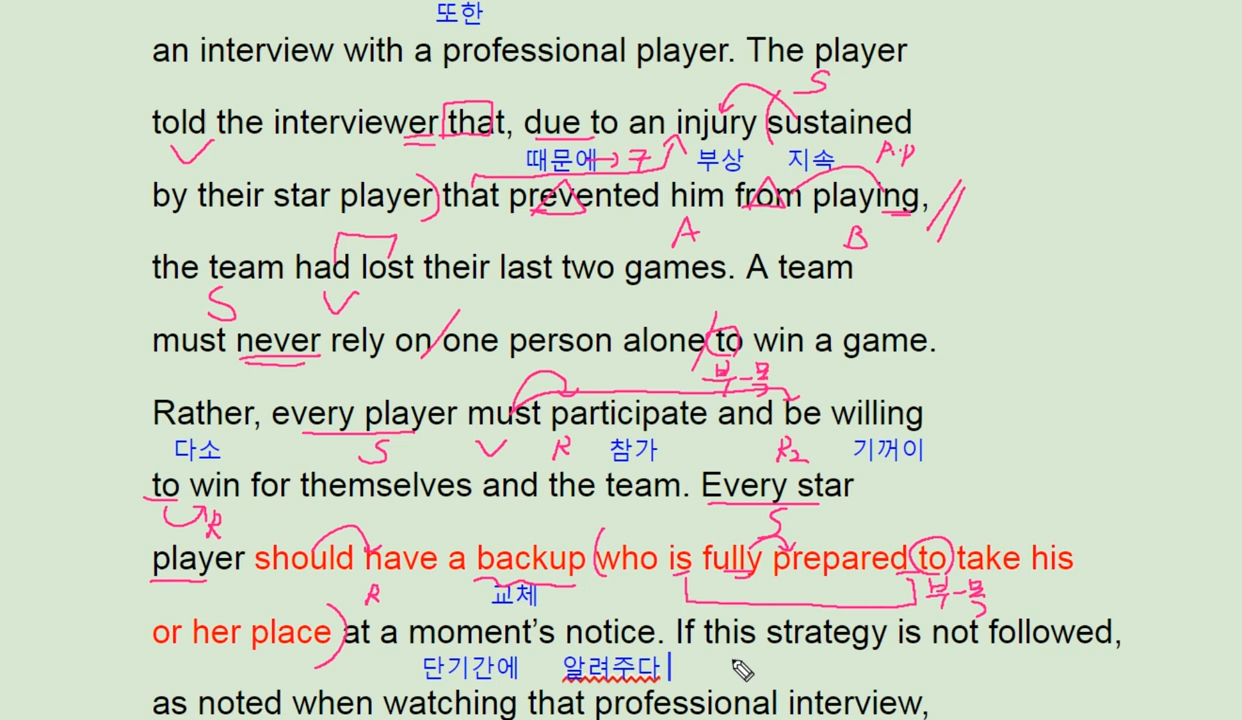 또한
an interview with a professional player. The player
S
told the interviewer that, due to an injury sustained
때문에 → 구 부상 지속 p.p
by their star player) that prevented him from playing, //
A B
the team had lost their last two games. A team
S V
must never rely on / one person alone / to win a game.
부-목
Rather, every player must participate and be willing
다소 S V R 참가 R2 기꺼이
to win for themselves and the team. Every star
R S
player should have a backup (who is fully prepared to take his
R 교체 부-목
or her place) at a moment’s notice. If this strategy is not followed,
단기간에 알려주다
as noted when watching that professional interview,